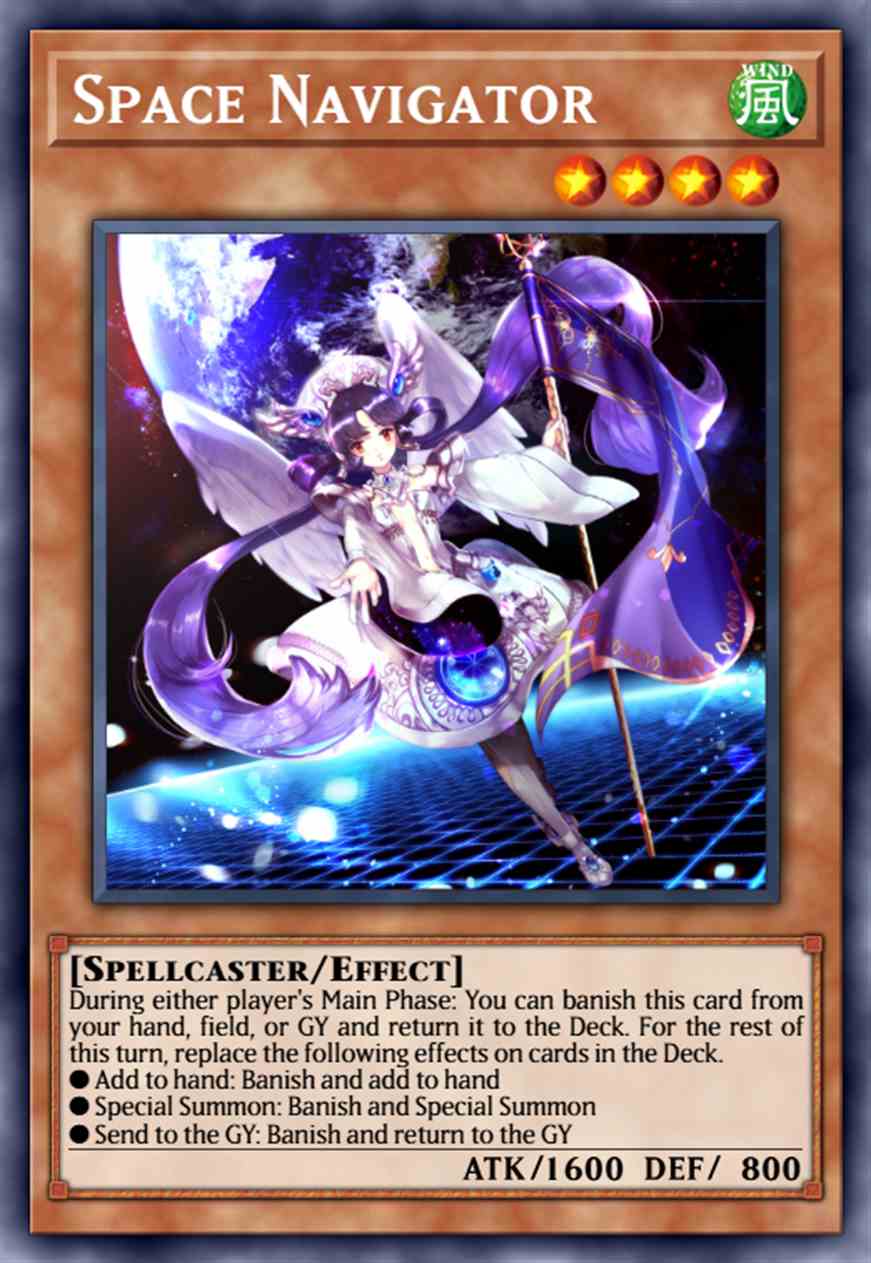 SPACE NAVIGATOR
WIND
風
[SPELLCASTER/EFFECT]
During either player's Main Phase: You can banish this card from
your hand, field, or GY and return it to the Deck. For the rest of
this turn, replace the following effects on cards in the Deck.
● Add to hand: Banish and add to hand
● Special Summon: Banish and Special Summon
● Send to the GY: Banish and return to the GY
ATK/1600 DEF/ 800